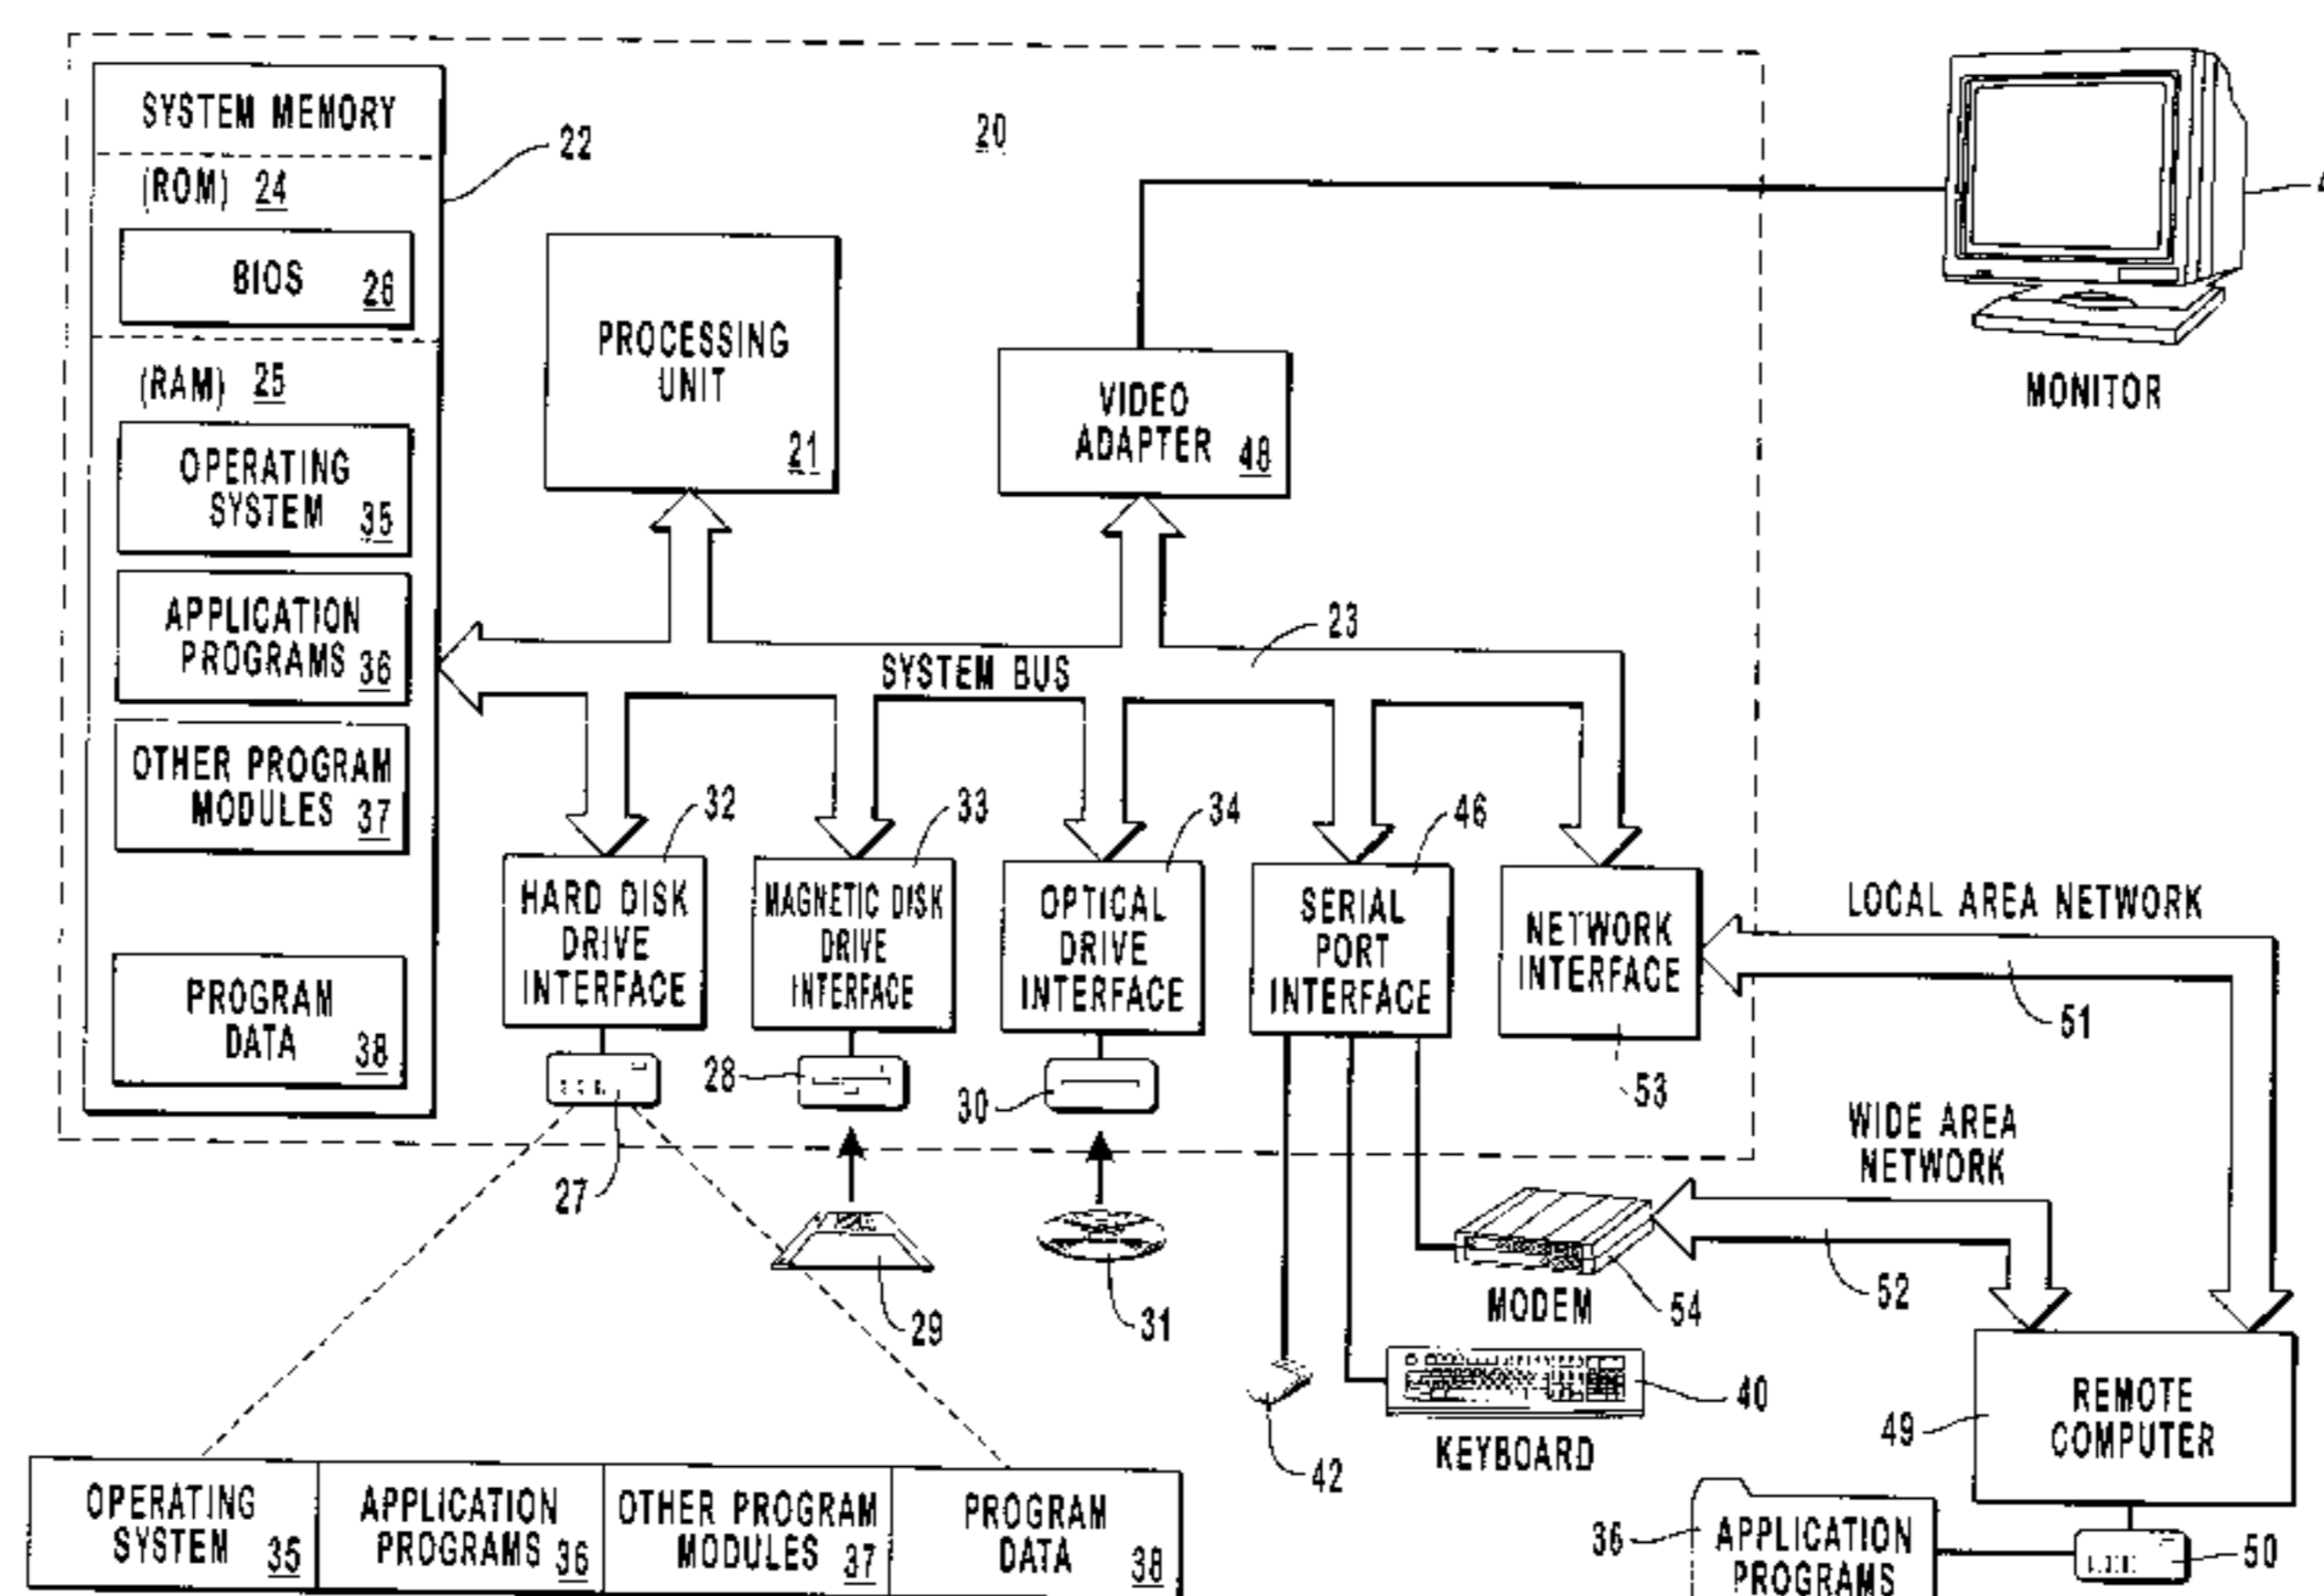 SYSTEM MEMORY
22
20
(ROM) 24
BIOS 26
(RAM) 25
OPERATING
SYSTEM 35
APPLICATION
PROGRAMS 36
OTHER PROGRAM
MODULES 37
PROGRAM
DATA 38
PROCESSING
UNIT
21
VIDEO
ADAPTER 48
MONITOR
SYSTEM BUS
23
32
HARD DISK
DRIVE
INTERFACE
33
MAGNETIC DISK
DRIVE
INTERFACE
34
OPTICAL
DRIVE
INTERFACE
46
SERIAL
PORT
INTERFACE
NETWORK
INTERFACE
53
LOCAL AREA NETWORK
51
28
30
27
29
31
WIDE AREA
NETWORK
52
MODEM
54
40
KEYBOARD
42
49
REMOTE
COMPUTER
50
OPERATING
SYSTEM 35
APPLICATION
PROGRAMS 36
OTHER PROGRAM
MODULES 37
PROGRAM
DATA 38
36
APPLICATION
PROGRAMS